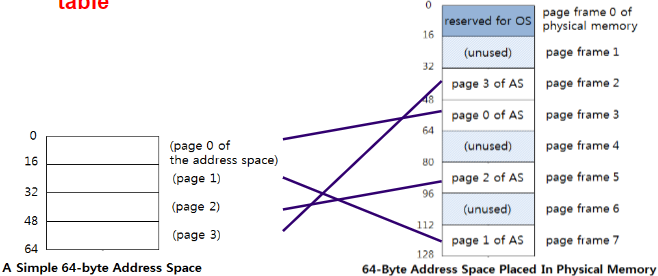 table
0
reserved for OS
page frame 0 of
physical memory
16
(unused)
page frame 1
32
page 3 of AS
page frame 2
48
page 0 of AS
page frame 3
64
(unused)
page frame 4
80
page 2 of AS
page frame 5
96
(unused)
page frame 6
112
page 1 of AS
page frame 7
128
0
(page 0 of
the address space)
16
(page 1)
32
(page 2)
48
(page 3)
64
A Simple 64-byte Address Space
64-Byte Address Space Placed In Physical Memory